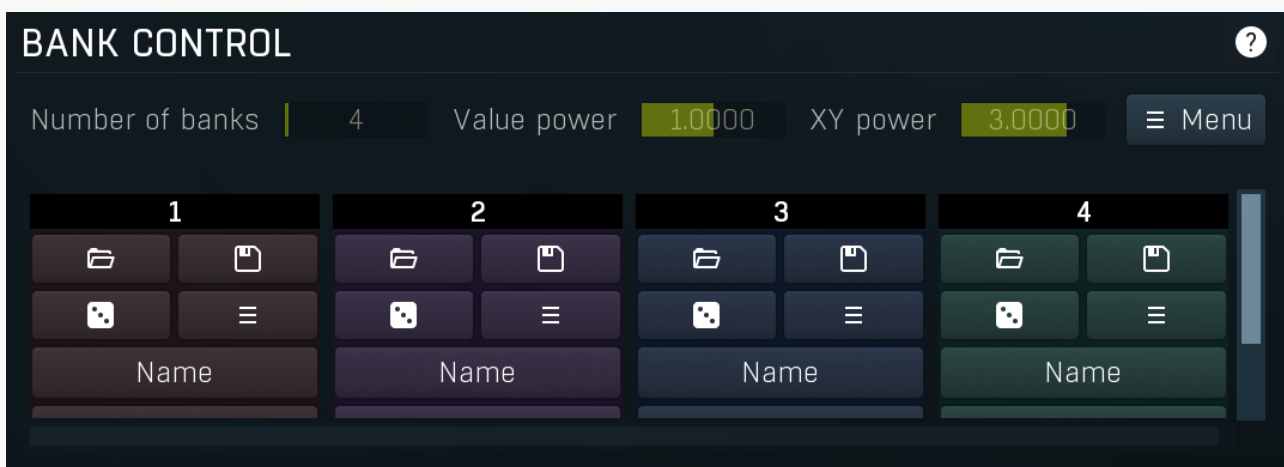 BANK CONTROL ?
Number of banks 4 Value power 1.0000 XY power 3.0000 Menu
1 2 3 4
Name Name Name Name